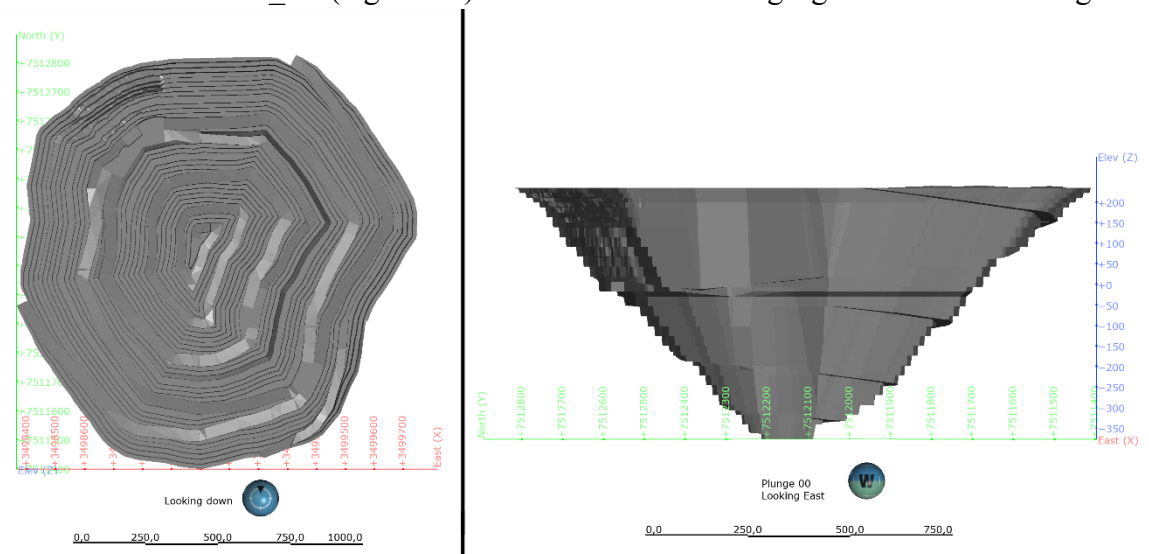 North (Y)
+7512800
+7512700
+7511600
+3498400
+3498500
+3498600
+3499500
+3499600
+3499700
East (X)
Elev (Z)
Looking down
0,0 250,0 500,0 750,0 1000,0
Elev (Z)
+200
+150
+100
+50
+0
−50
−100
−150
−200
−250
−300
−350
East (X)
North (Y)
+7512800
+7512700
+7512600
+7512500
+7512400
+7512300
+7512200
+7512100
+7512000
+7511900
+7511800
+7511700
+7511600
+7511500
Plunge 00
Looking East
W
0,0 250,0 500,0 750,0